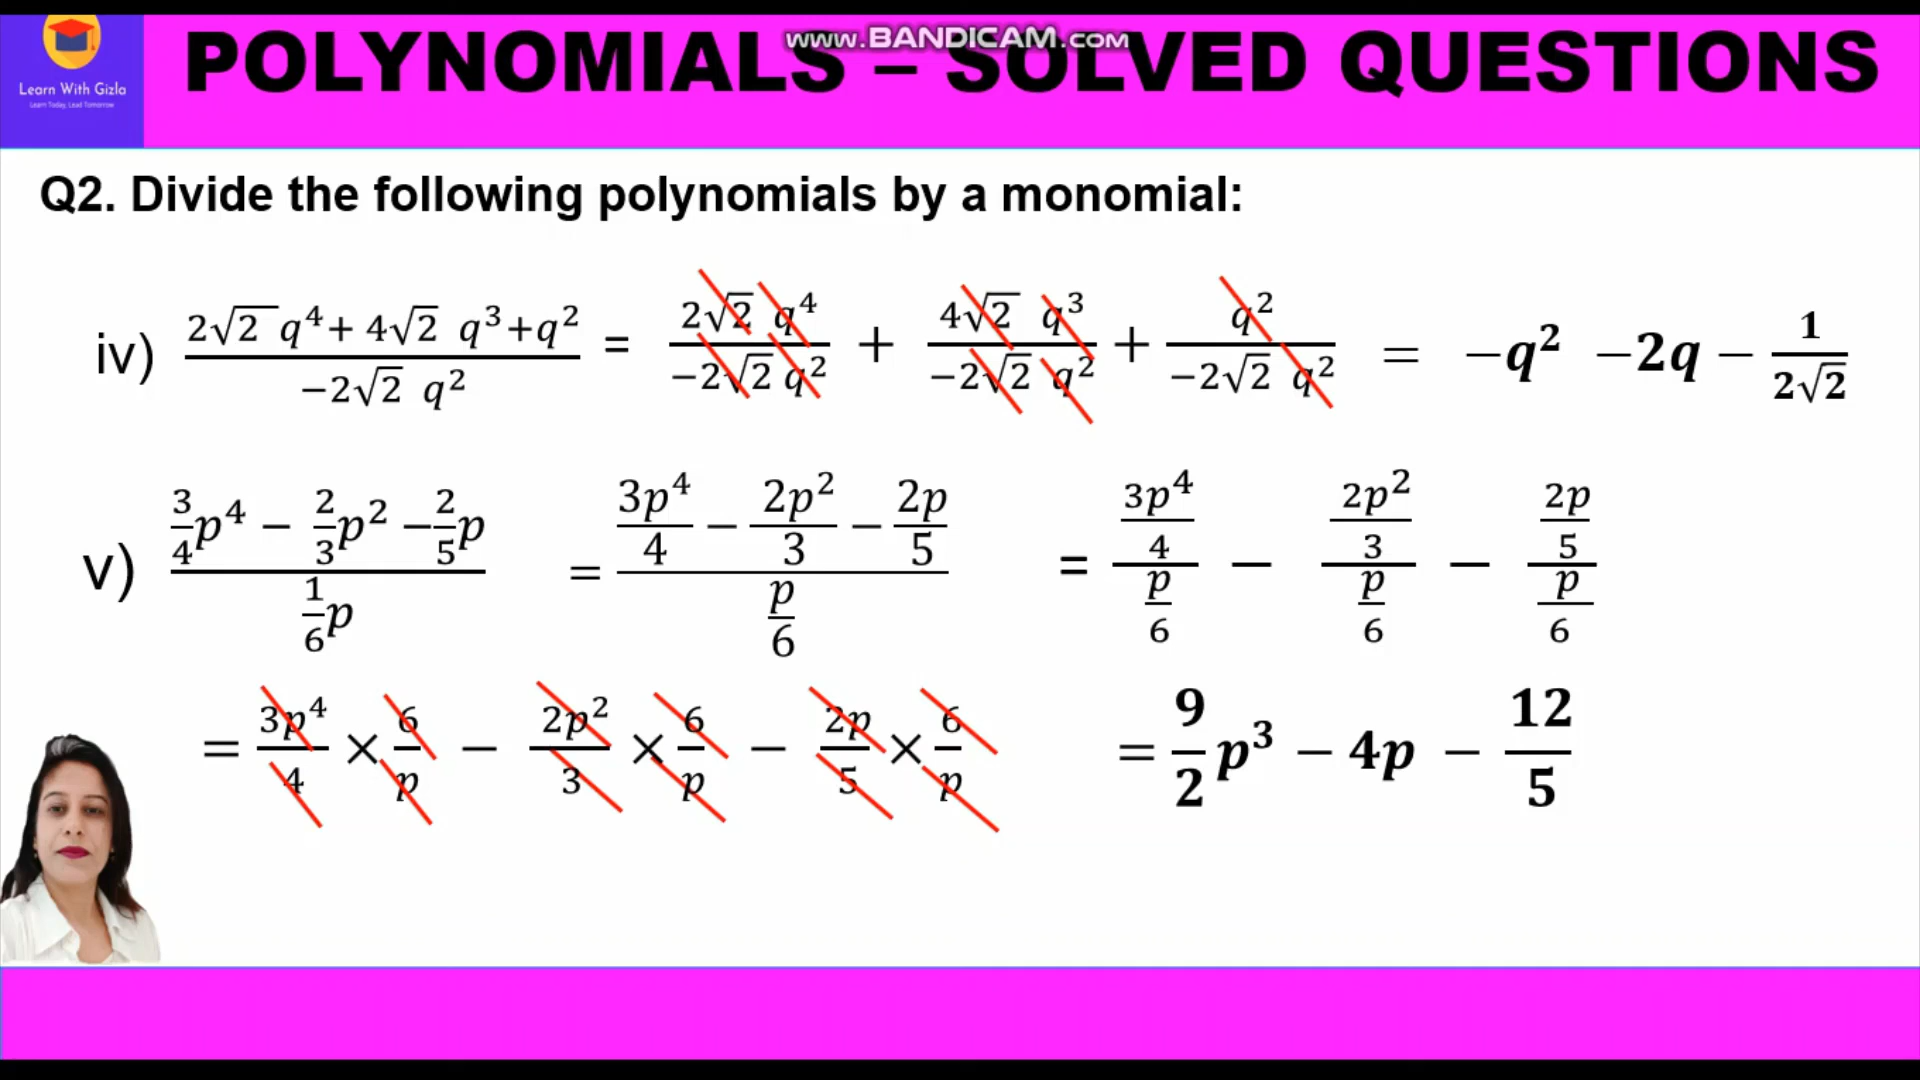 www.BANDICAM.com
POLYNOMIALS – SOLVED QUESTIONS
Learn With Gizla
Learn Today, Lead Tomorrow
Q2. Divide the following polynomials by a monomial:
iv) (2√2 q⁴ + 4√2 q³+q²)/(−2√2 q²) = (2√2 q⁴)/(−2√2 q²) + (4√2 q³)/(−2√2 q²) + q²/(−2√2 q²) = −q² −2q − 1/(2√2)
v) (3/4 p⁴ − 2/3 p² − 2/5 p)/(1/6 p) = (3p⁴/4 − 2p²/3 − 2p/5)/(p/6) = (3p⁴/4)/(p/6) − (2p²/3)/(p/6) − (2p/5)/(p/6)
= 3p⁴/4 × 6/p − 2p²/3 × 6/p − 2p/5 × 6/p = 9/2 p³ − 4p − 12/5